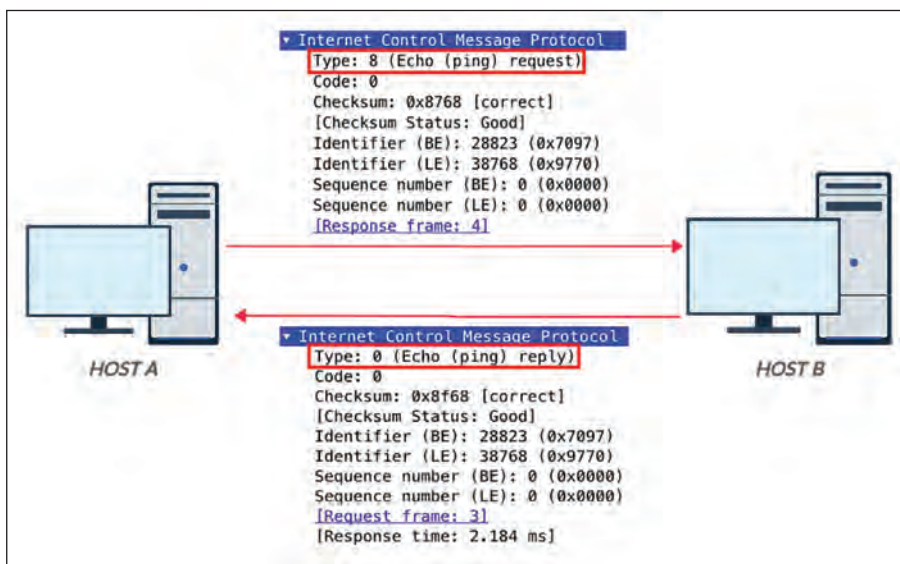 ▾ Internet Control Message Protocol
Type: 8 (Echo (ping) request)
Code: 0
Checksum: 0x8768 [correct]
[Checksum Status: Good]
Identifier (BE): 28823 (0x7097)
Identifier (LE): 38768 (0x9770)
Sequence number (BE): 0 (0x0000)
Sequence number (LE): 0 (0x0000)
[Response frame: 4]
HOST A
HOST B
▾ Internet Control Message Protocol
Type: 0 (Echo (ping) reply)
Code: 0
Checksum: 0x8f68 [correct]
[Checksum Status: Good]
Identifier (BE): 28823 (0x7097)
Identifier (LE): 38768 (0x9770)
Sequence number (BE): 0 (0x0000)
Sequence number (LE): 0 (0x0000)
[Request frame: 3]
[Response time: 2.184 ms]